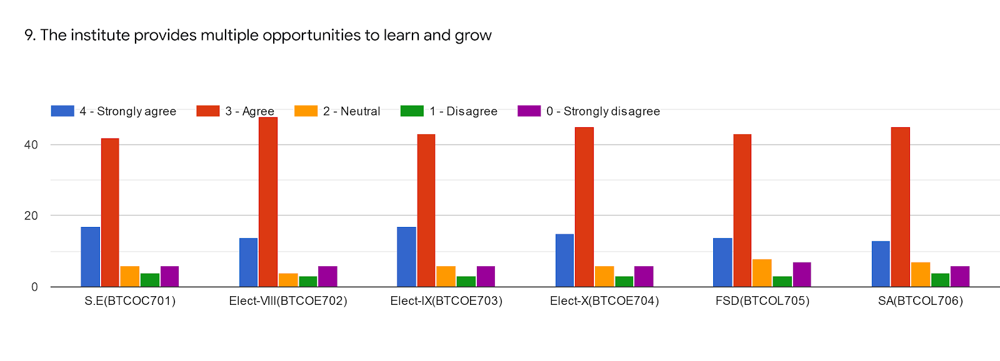 9. The institute provides multiple opportunities to learn and grow
4 - Strongly agree 3 - Agree 2 - Neutral 1 - Disagree 0 - Strongly disagree
40
20
0
S.E(BTCOC701) Elect-VIII(BTCOE702) Elect-IX(BTCOE703) Elect-X(BTCOE704) FSD(BTCOL705) SA(BTCOL706)